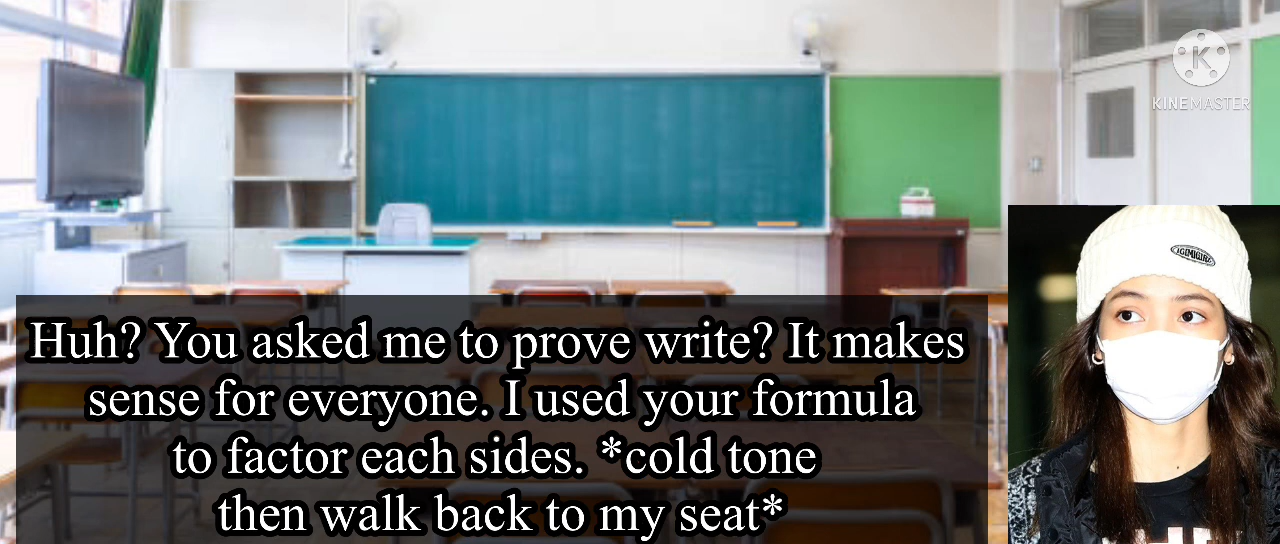 KINEMASTER
Huh? You asked me to prove write? It makes
sense for everyone. I used your formula
to factor each sides. *cold tone
then walk back to my seat*